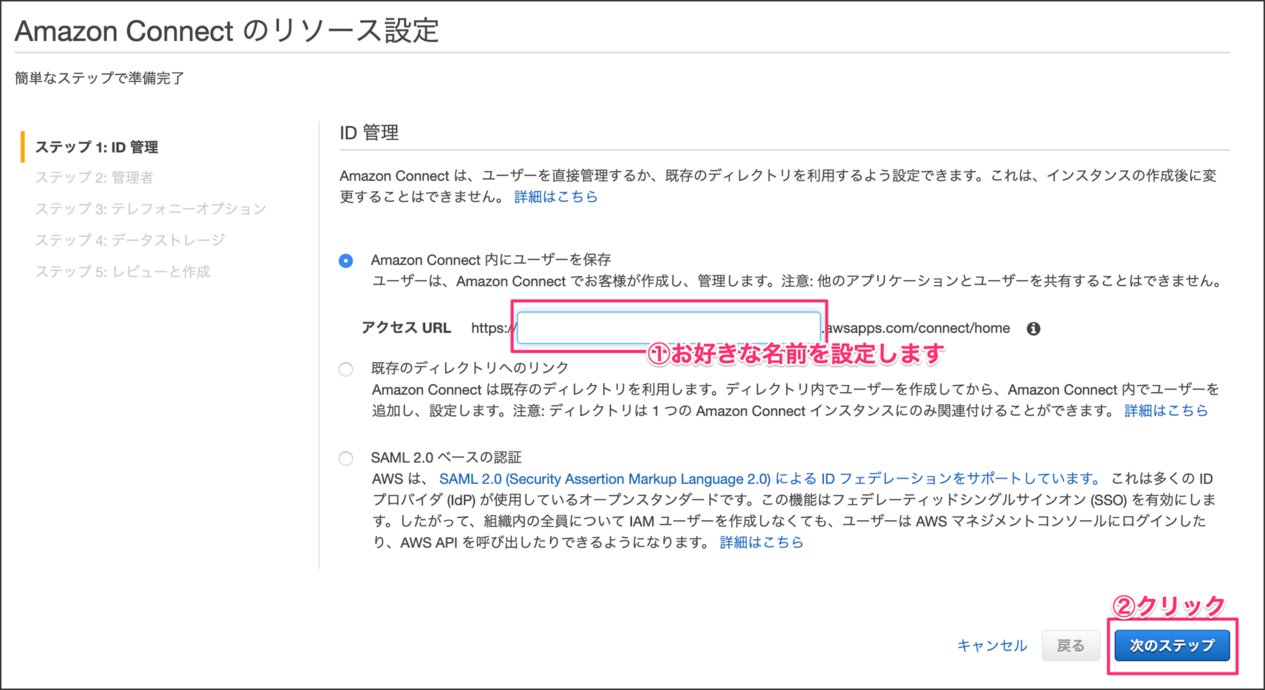 Amazon Connect のリソース設定
簡単なステップで準備完了
ステップ 1: ID 管理
ステップ 2: 管理者
ステップ 3: テレフォニーオプション
ステップ 4: データストレージ
ステップ 5: レビューと作成
ID 管理
Amazon Connect は、ユーザーを直接管理するか、既存のディレクトリを利用するよう設定できます。これは、インスタンスの作成後に変
更することはできません。 詳細はこちら
Amazon Connect 内にユーザーを保存
ユーザーは、Amazon Connect でお客様が作成し、管理します。注意: 他のアプリケーションとユーザーを共有することはできません。
アクセス URL https:// .awsapps.com/connect/home
①お好きな名前を設定します
既存のディレクトリへのリンク
Amazon Connect は既存のディレクトリを利用します。ディレクトリ内でユーザーを作成してから、Amazon Connect 内でユーザーを
追加し、設定します。注意: ディレクトリは 1 つの Amazon Connect インスタンスにのみ関連付けることができます。 詳細はこちら
SAML 2.0 ベースの認証
AWS は、 SAML 2.0 (Security Assertion Markup Language 2.0) による ID フェデレーションをサポートしています。 これは多くの ID
プロバイダ (IdP) が使用しているオープンスタンダードです。この機能はフェデレーティッドシングルサインオン (SSO) を有効にしま
す。したがって、組織内の全員について IAM ユーザーを作成しなくても、ユーザーは AWS マネジメントコンソールにログインした
り、AWS API を呼び出したりできるようになります。 詳細はこちら
②クリック
キャンセル 戻る 次のステップ